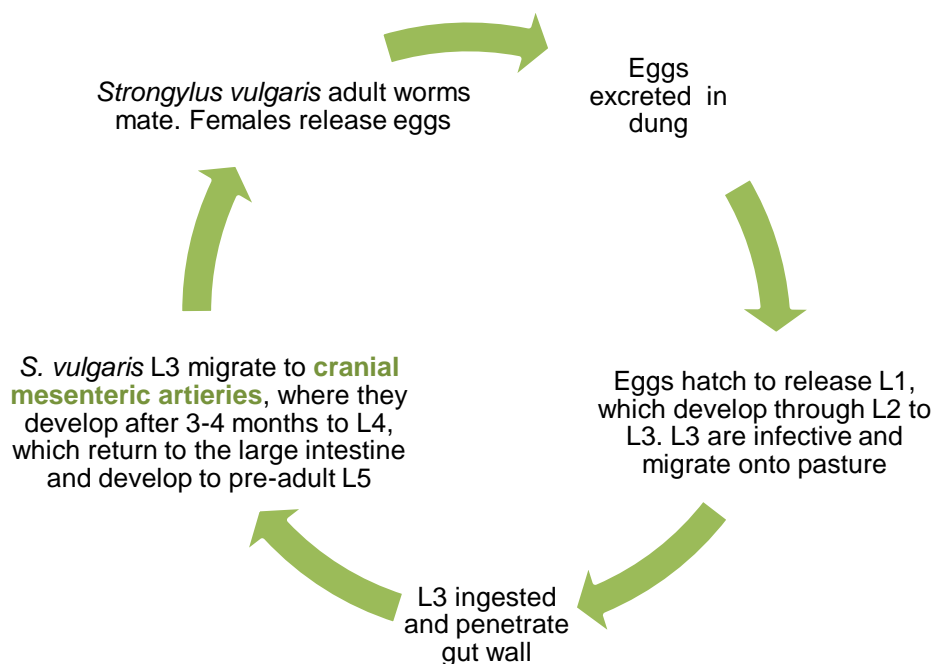 Strongylus vulgaris adult worms
mate. Females release eggs
Eggs
excreted in
dung
Eggs hatch to release L1,
which develop through L2 to
L3. L3 are infective and
migrate onto pasture
L3 ingested
and penetrate
gut wall
S. vulgaris L3 migrate to cranial
mesenteric artieries, where they
develop after 3-4 months to L4,
which return to the large intestine
and develop to pre-adult L5